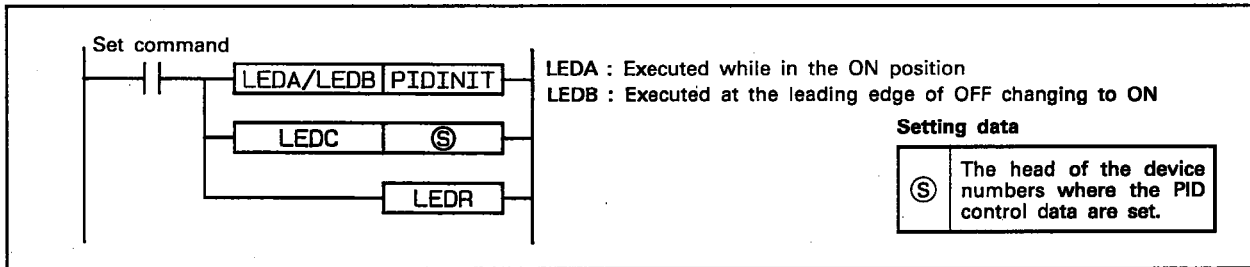 Set command
LEDA/LEDB PIDINIT
LEDA : Executed while in the ON position
LEDB : Executed at the leading edge of OFF changing to ON
LEDC Ⓢ
LEDR
Setting data
Ⓢ The head of the device
numbers where the PID
control data are set.